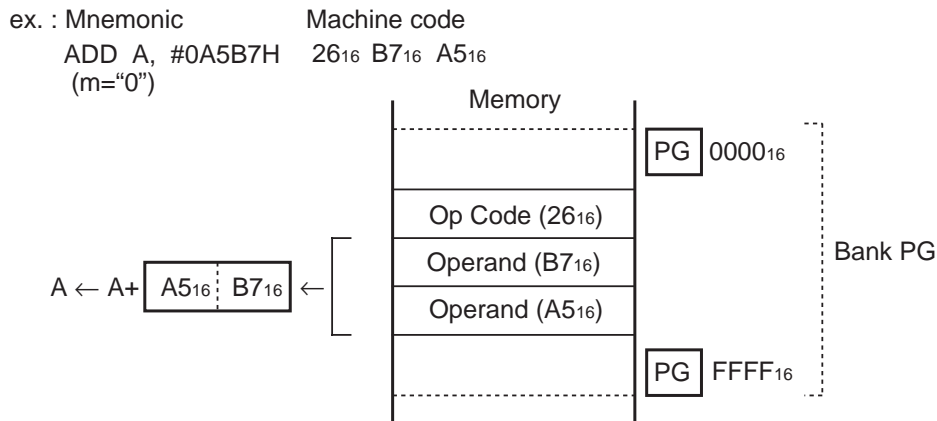 ex. : Mnemonic Machine code
ADD A, #0A5B7H 26₁₆ B7₁₆ A5₁₆
(m=“0”)
Memory
PG 0000₁₆
Op Code (26₁₆)
Operand (B7₁₆)
Bank PG
A ← A+ A5₁₆ B7₁₆ ←
Operand (A5₁₆)
PG FFFF₁₆